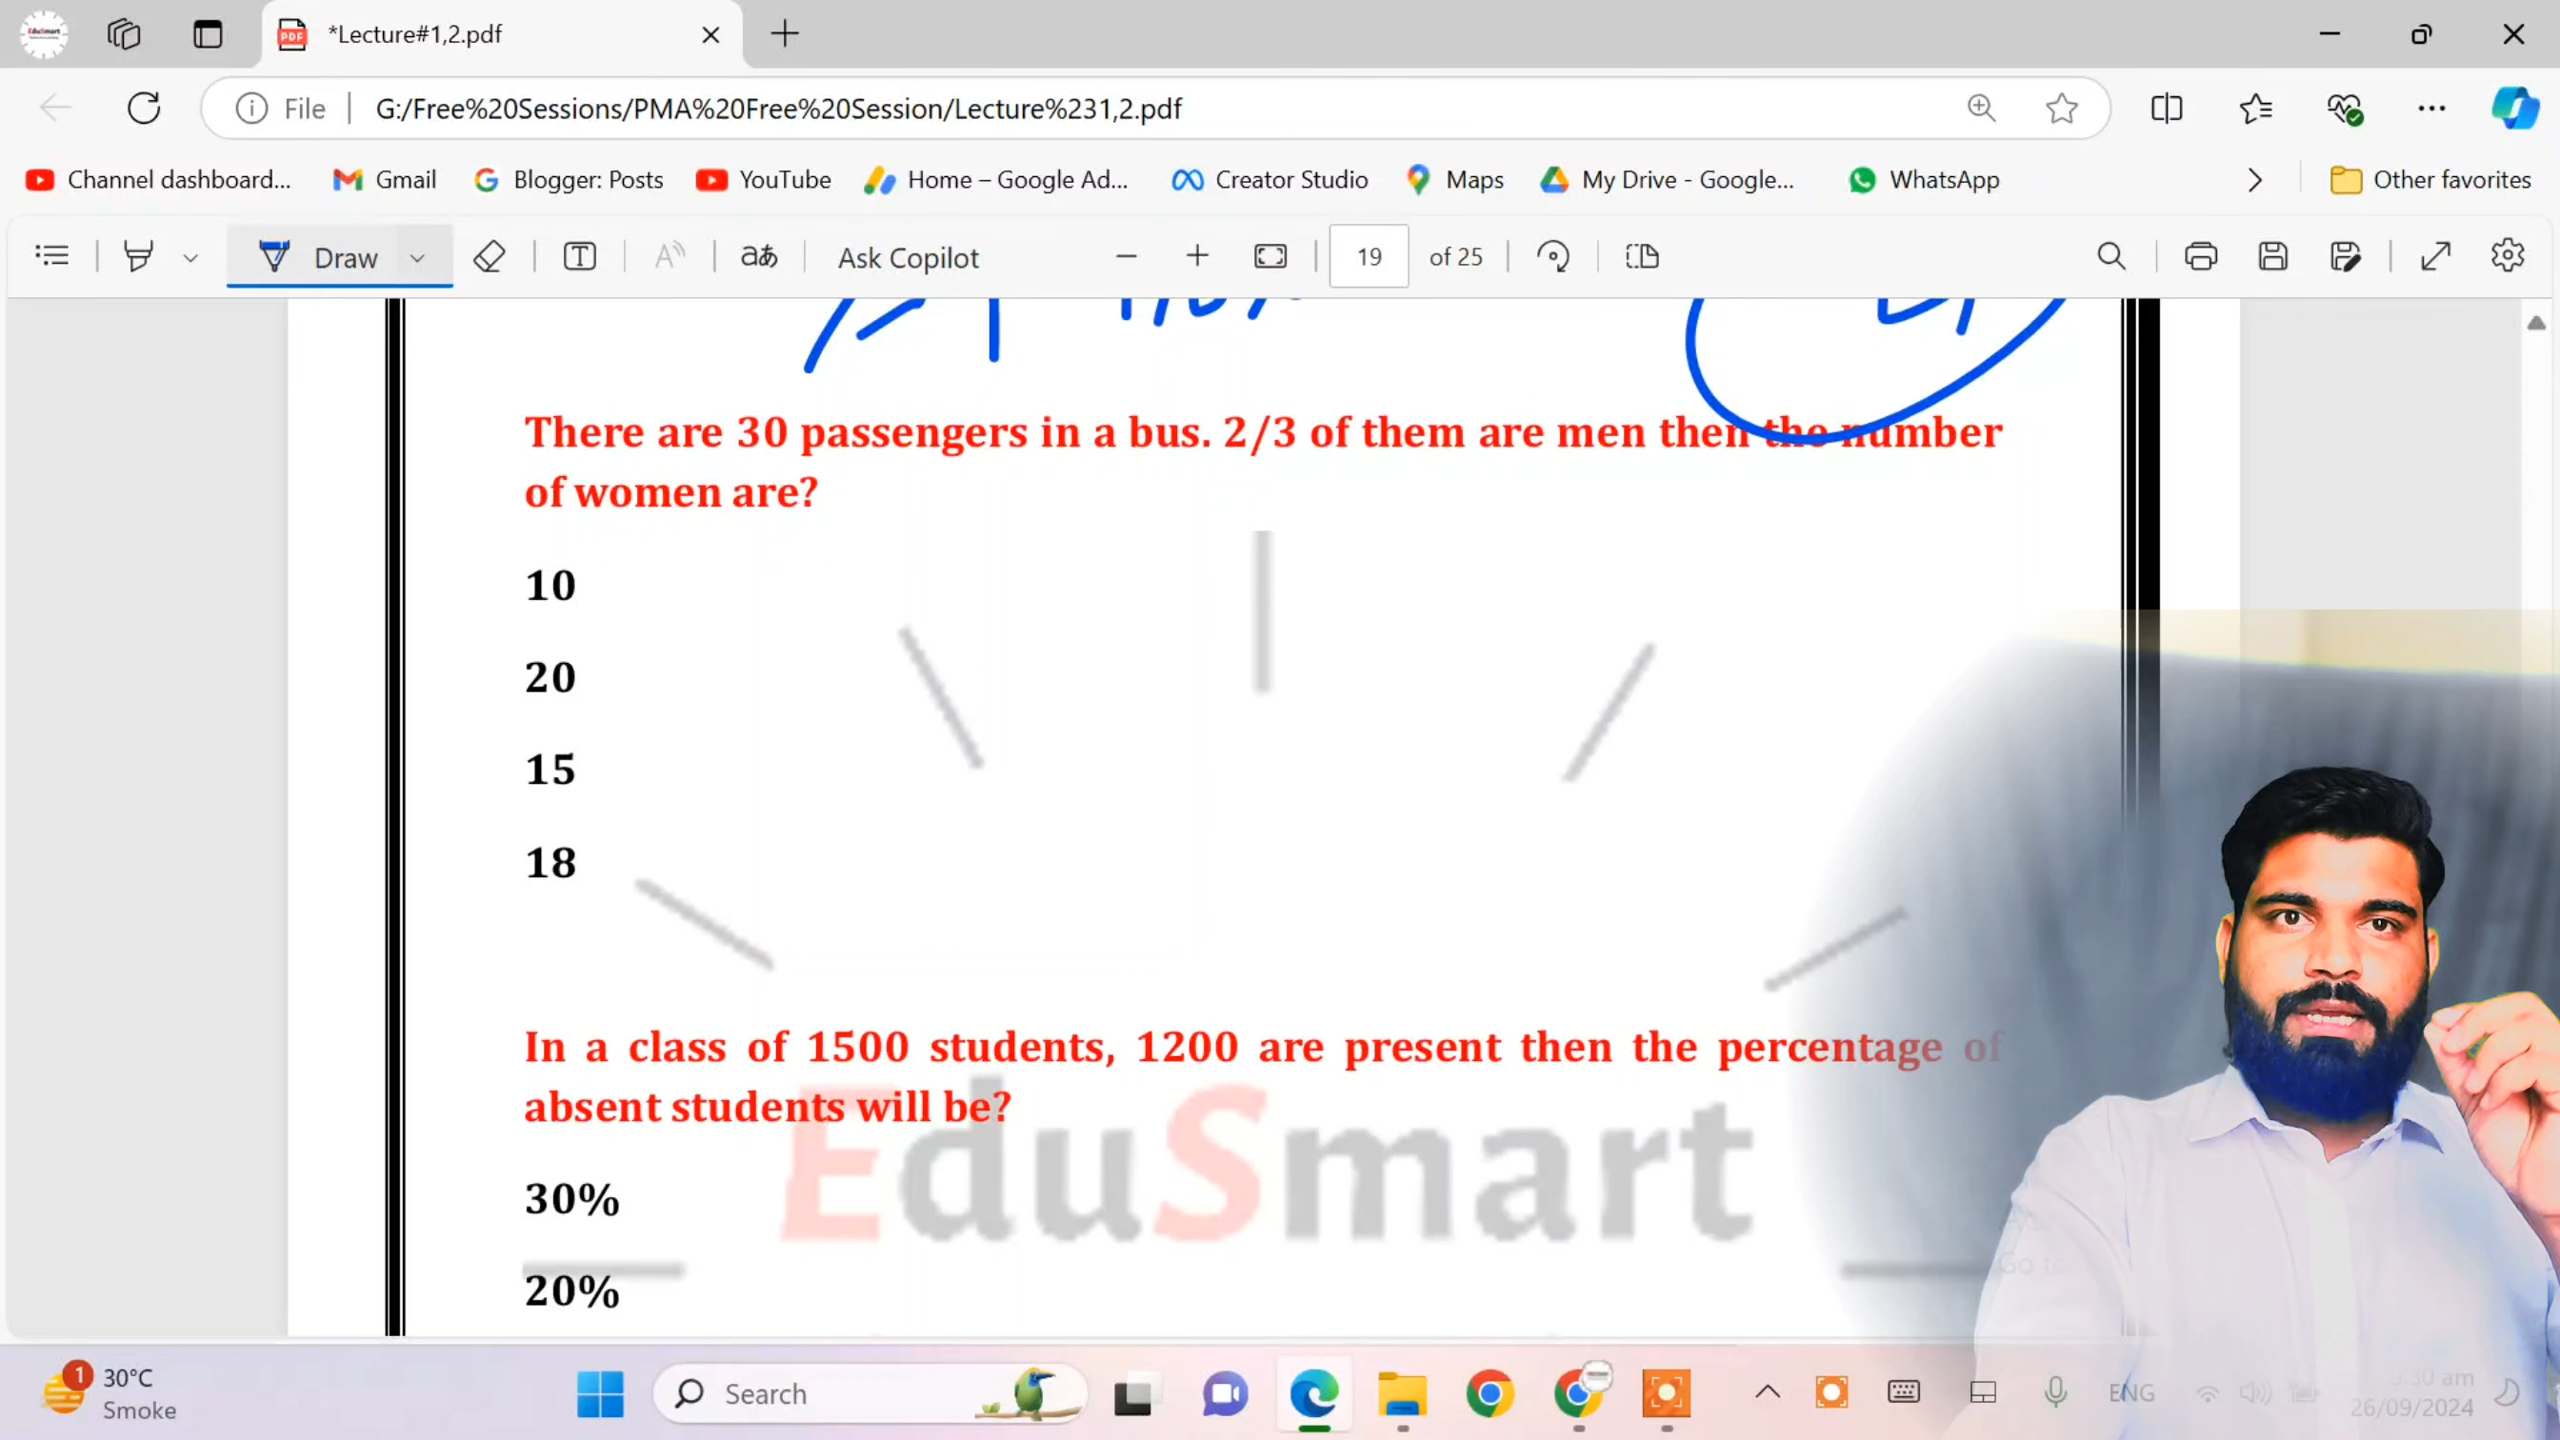 EduSmart
*Lecture#1,2.pdf
File
G:/Free%20Sessions/PMA%20Free%20Session/Lecture%231,2.pdf
Channel dashboard...
Gmail
Blogger: Posts
YouTube
Home – Google Ad...
Creator Studio
Maps
My Drive - Google...
WhatsApp
Other favorites
Draw
Ask Copilot
19
of 25
There are 30 passengers in a bus. 2/3 of them are men then the number
of women are?
10
20
15
18
In a class of 1500 students, 1200 are present then the percentage of
absent students will be?
EduSmart
30%
20%
1
30°C
Smoke
Search
ENG
26/09/2024